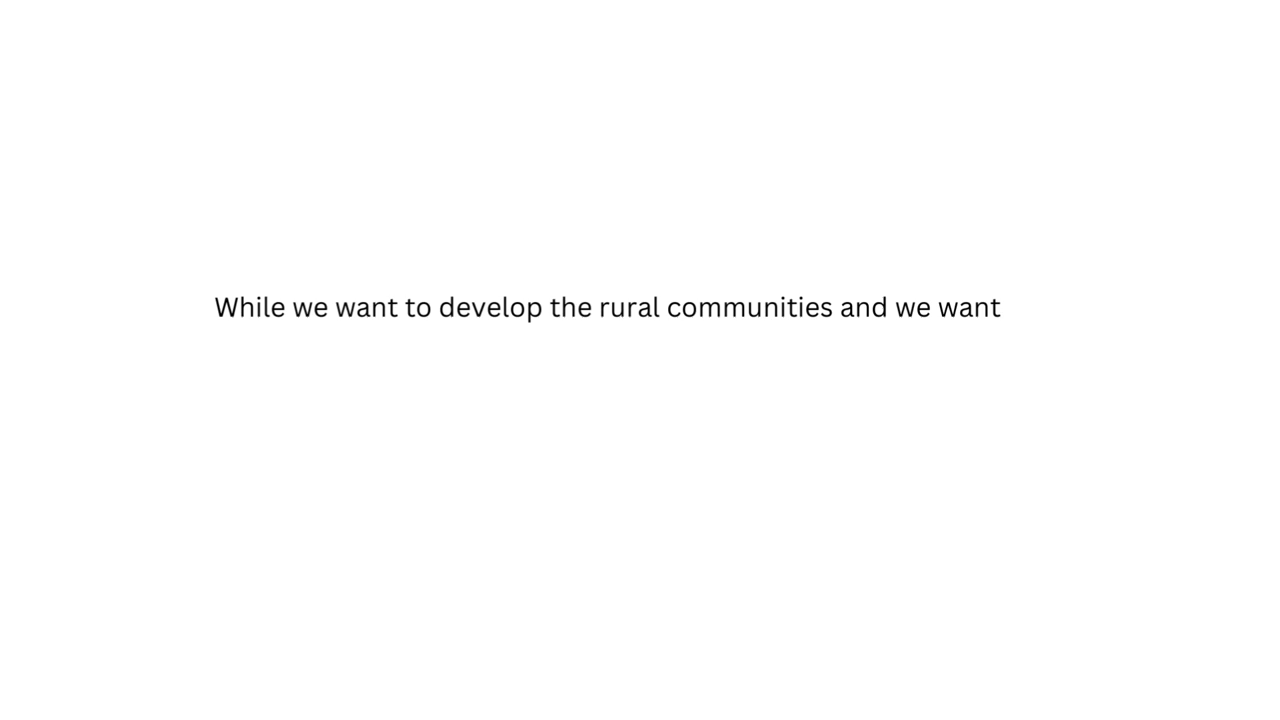 While we want to develop the rural communities and we want